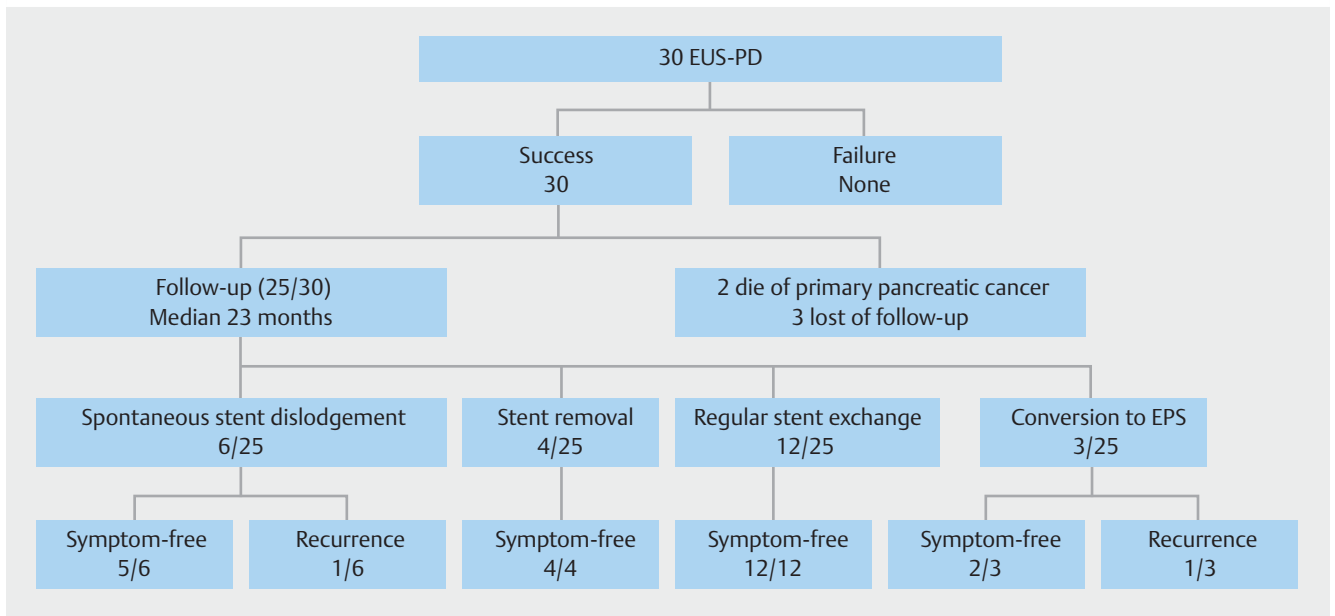 30 EUS-PD
Success
30
Failure
None
Follow-up (25/30)
Median 23 months
2 die of primary pancreatic cancer
3 lost of follow-up
Spontaneous stent dislodgement
6/25
Stent removal
4/25
Regular stent exchange
12/25
Conversion to EPS
3/25
Symptom-free
5/6
Recurrence
1/6
Symptom-free
4/4
Symptom-free
12/12
Symptom-free
2/3
Recurrence
1/3